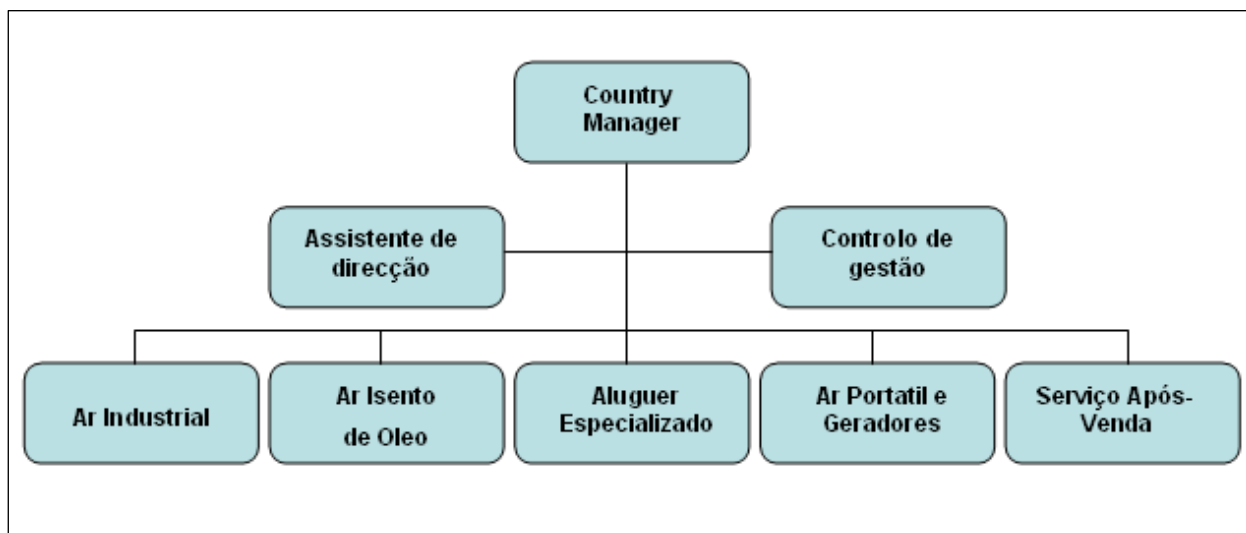 Country
Manager
Assistente de
direcção
Controlo de
gestão
Ar Industrial
Ar Isento
de Oleo
Aluguer
Especializado
Ar Portatil e
Geradores
Serviço Após-
Venda